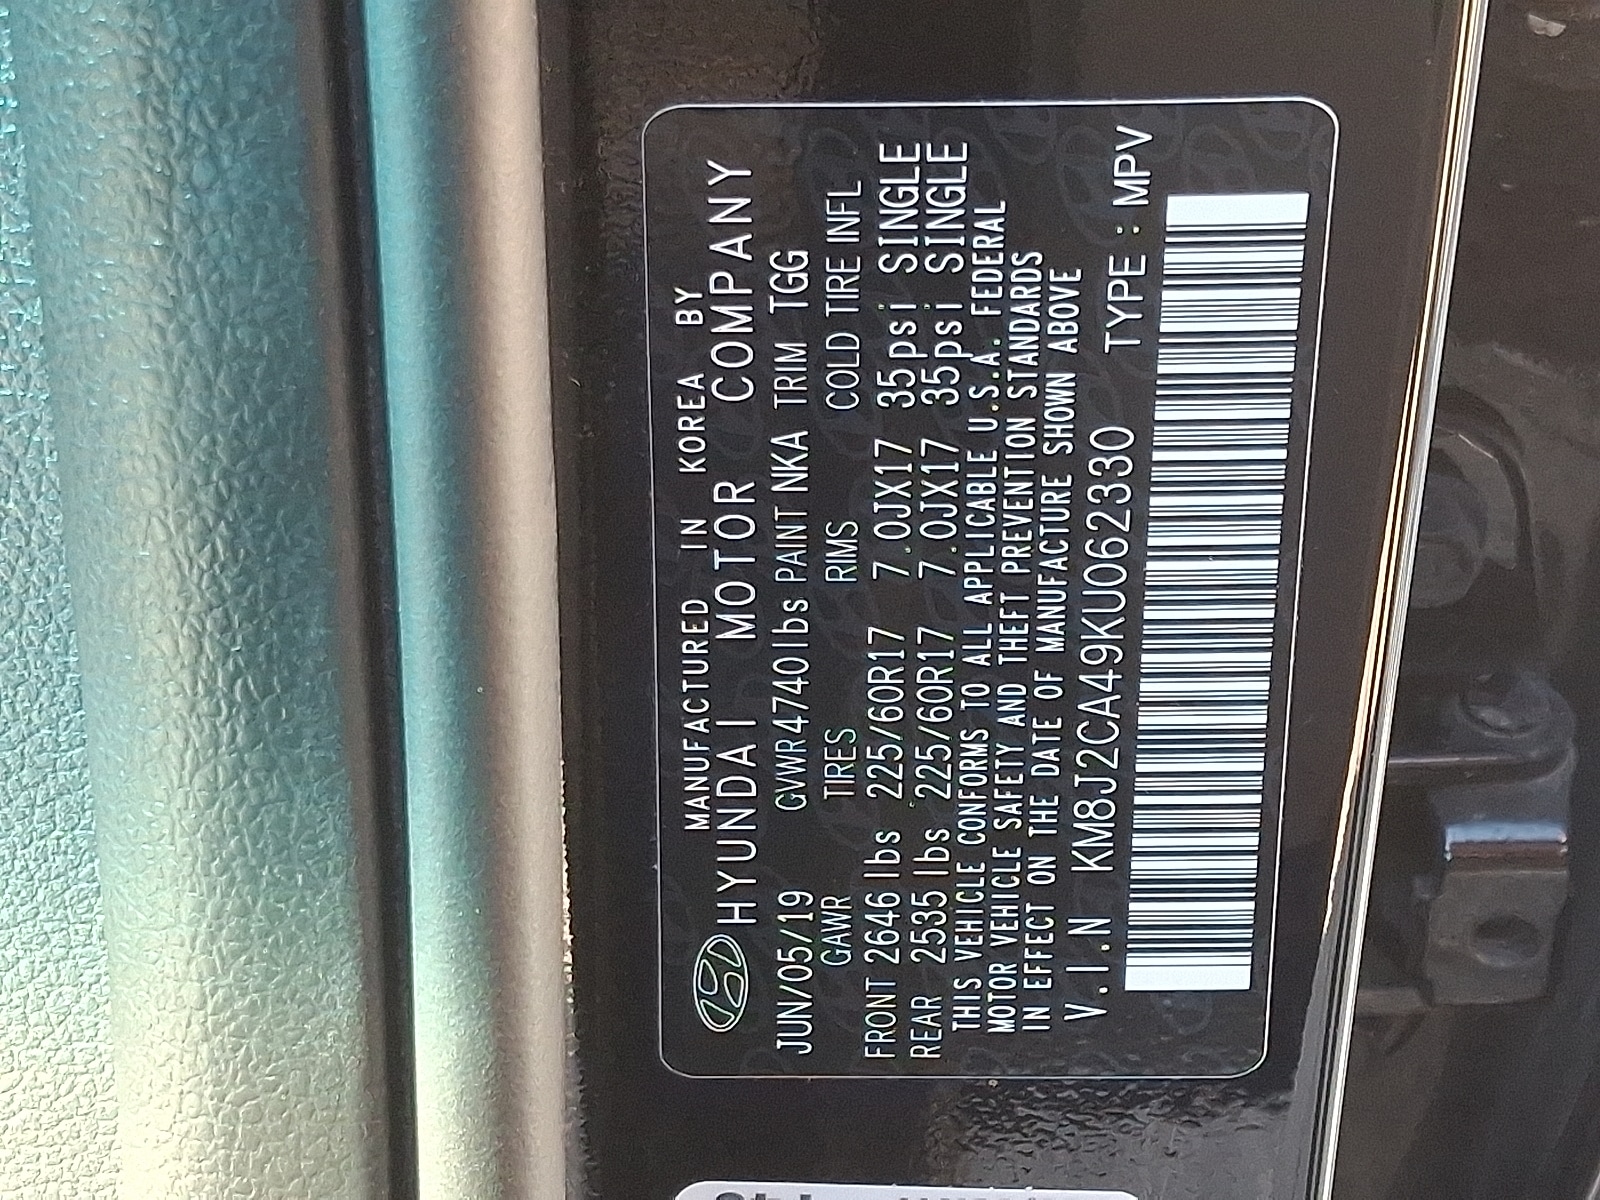 MANUFACTURED IN KOREA BY
HYUNDAI MOTOR COMPANY
JUN/05/19 GVWR4740lbs PAINT NKA TRIM TGG
GAWR TIRES RIMS COLD TIRE INFL
FRONT 2646 lbs 225/60R17 7.0JX17 35psi SINGLE
REAR 2535 lbs 225/60R17 7.0JX17 35psi SINGLE
THIS VEHICLE CONFORMS TO ALL APPLICABLE U.S.A. FEDERAL
MOTOR VEHICLE SAFETY AND THEFT PREVENTION STANDARDS
IN EFFECT ON THE DATE OF MANUFACTURE SHOWN ABOVE
V.I.N KM8J2CA49KU062330 TYPE : MPV